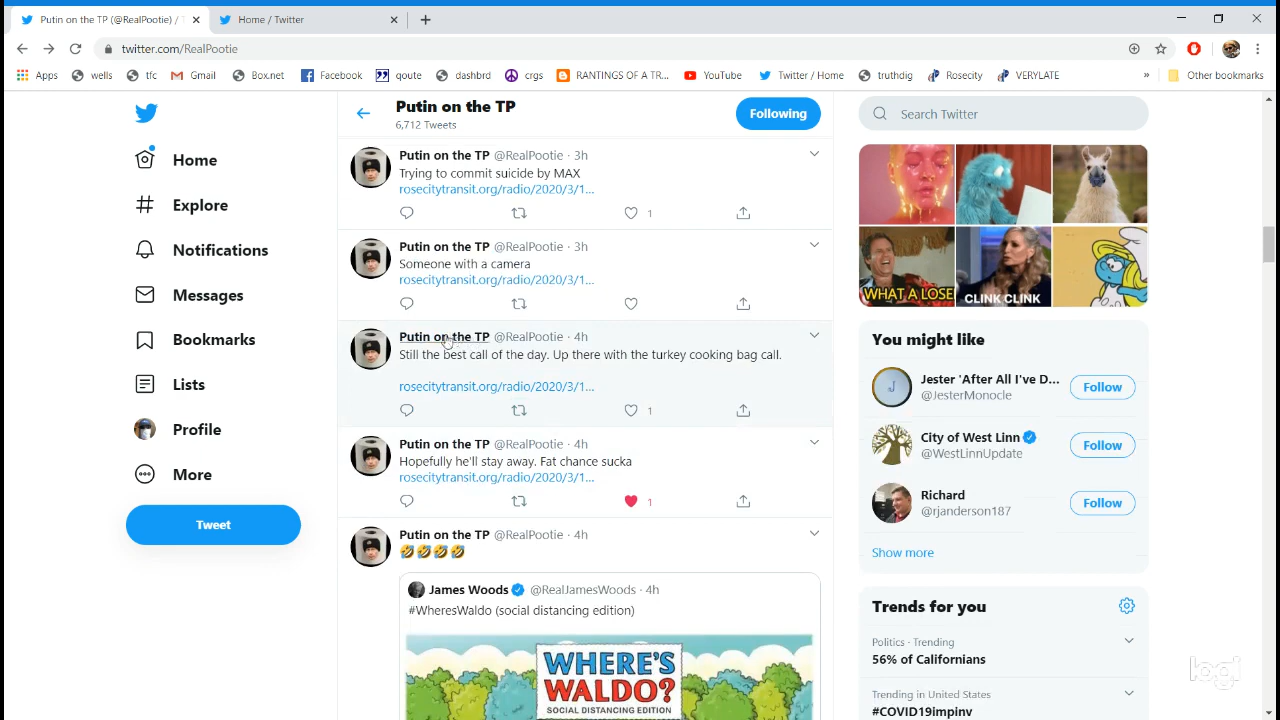 Putin on the TP (@RealPootie) /
Home / Twitter
twitter.com/RealPootie
Apps
wells
tfc
Gmail
Box.net
Facebook
qoute
dashbrd
crgs
RANTINGS OF A TR...
YouTube
Twitter / Home
truthdig
Rosecity
VERYLATE
»
Other bookmarks
Home
Explore
Notifications
Messages
Bookmarks
Lists
Profile
More
Tweet
Putin on the TP
6,712 Tweets
Following
Putin on the TP @RealPootie · 3h
Trying to commit suicide by MAX
rosecitytransit.org/radio/2020/3/1...
1
Putin on the TP @RealPootie · 3h
Someone with a camera
rosecitytransit.org/radio/2020/3/1...
Putin on the TP @RealPootie · 4h
Still the best call of the day. Up there with the turkey cooking bag call.
rosecitytransit.org/radio/2020/3/1...
1
Putin on the TP @RealPootie · 4h
Hopefully he'll stay away. Fat chance sucka
rosecitytransit.org/radio/2020/3/1...
1
Putin on the TP @RealPootie · 4h
🤣🤣🤣🤣
James Woods @RealJamesWoods · 4h
#WheresWaldo (social distancing edition)
WHERE'S
WALDO?
SOCIAL DISTANCING EDITION
Search Twitter
WHAT A LOSE
CLINK CLINK
You might like
J
Jester 'After All I've D...
@JesterMonocle
Follow
City of West Linn
@WestLinnUpdate
Follow
Richard
@rjanderson187
Follow
Show more
Trends for you
Politics · Trending
56% of Californians
Trending in United States
#COVID19impinv
logi